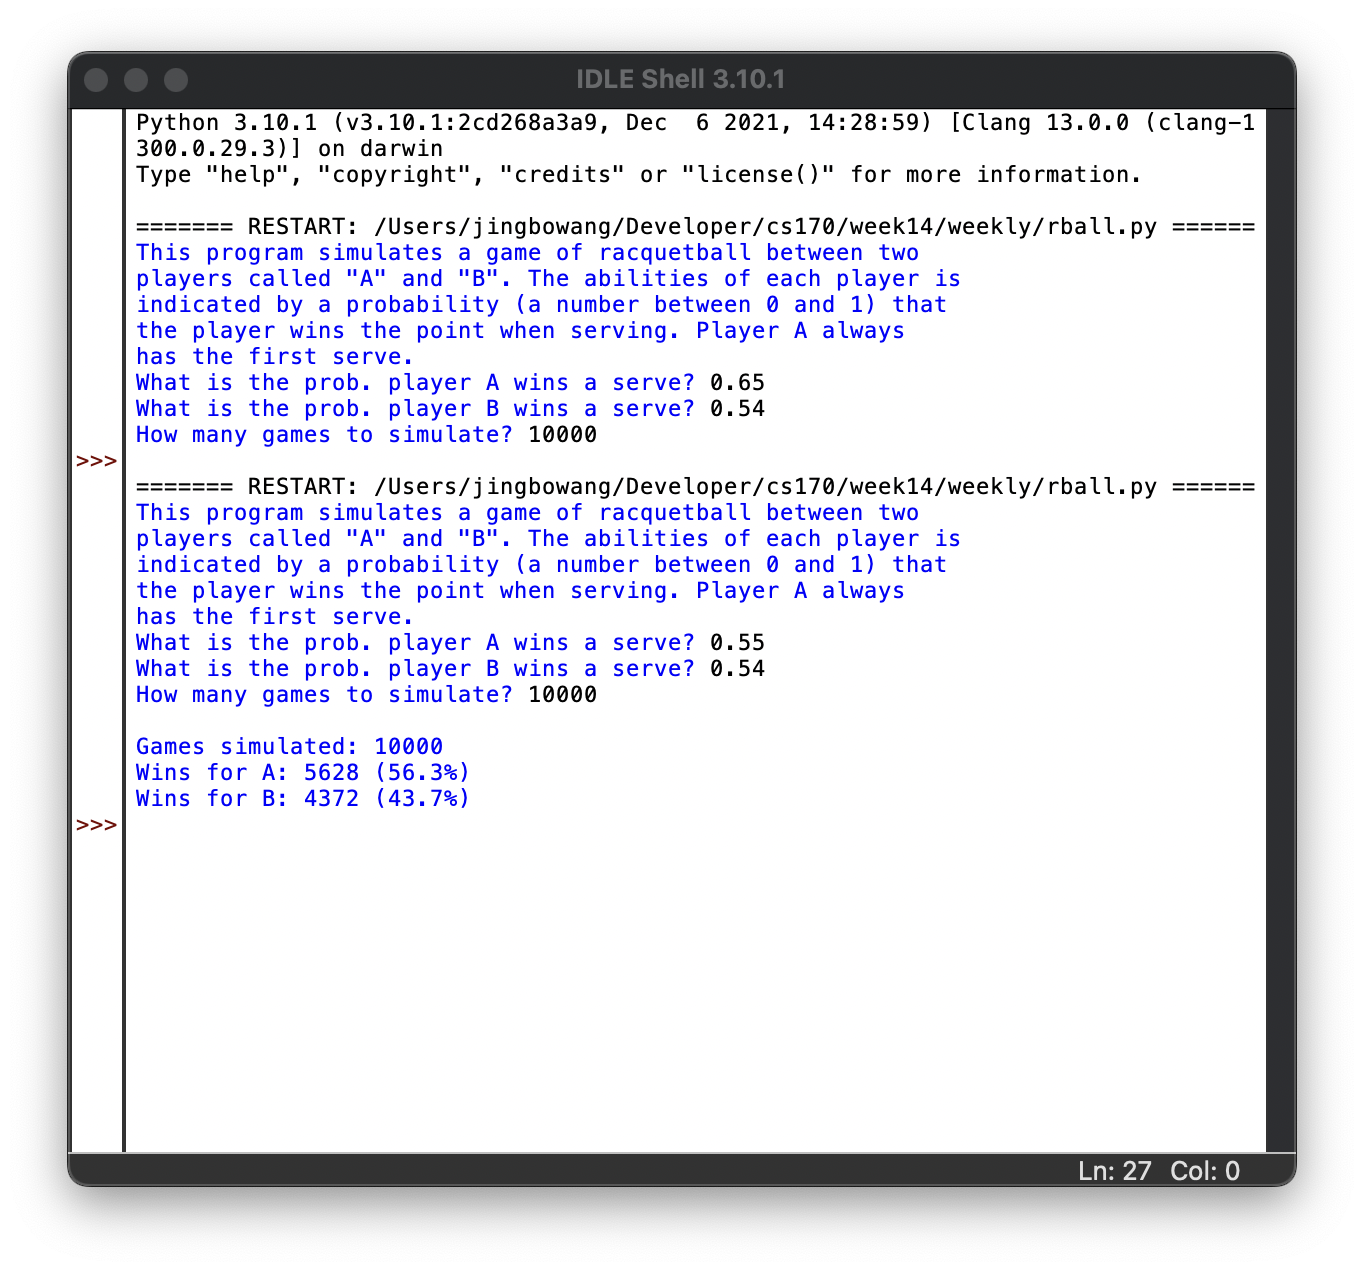 IDLE Shell 3.10.1
Python 3.10.1 (v3.10.1:2cd268a3a9, Dec  6 2021, 14:28:59) [Clang 13.0.0 (clang-1
300.0.29.3)] on darwin
Type "help", "copyright", "credits" or "license()" for more information.
======= RESTART: /Users/jingbowang/Developer/cs170/week14/weekly/rball.py ======
This program simulates a game of racquetball between two
players called "A" and "B". The abilities of each player is
indicated by a probability (a number between 0 and 1) that
the player wins the point when serving. Player A always
has the first serve.
What is the prob. player A wins a serve? 0.65
What is the prob. player B wins a serve? 0.54
How many games to simulate? 10000
>>>
======= RESTART: /Users/jingbowang/Developer/cs170/week14/weekly/rball.py ======
This program simulates a game of racquetball between two
players called "A" and "B". The abilities of each player is
indicated by a probability (a number between 0 and 1) that
the player wins the point when serving. Player A always
has the first serve.
What is the prob. player A wins a serve? 0.55
What is the prob. player B wins a serve? 0.54
How many games to simulate? 10000
Games simulated: 10000
Wins for A: 5628 (56.3%)
Wins for B: 4372 (43.7%)
>>>
Ln: 27 Col: 0